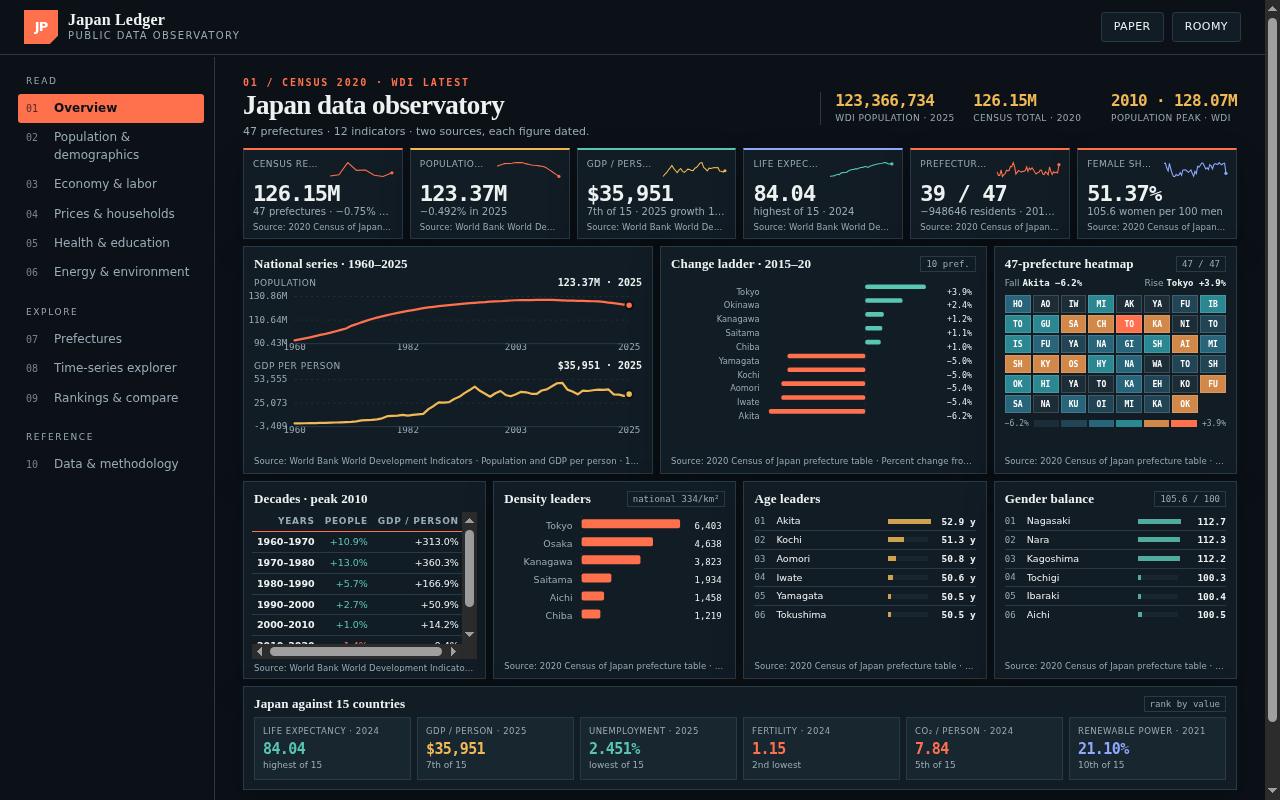 JP
Japan Ledger
PUBLIC DATA OBSERVATORY
PAPER
ROOMY
READ
01 Overview
02 Population &
demographics
03 Economy & labor
04 Prices & households
05 Health & education
06 Energy & environment
EXPLORE
07 Prefectures
08 Time-series explorer
09 Rankings & compare
REFERENCE
10 Data & methodology
01 / CENSUS 2020 · WDI LATEST
Japan data observatory
47 prefectures · 12 indicators · two sources, each figure dated.
123,366,734
WDI POPULATION · 2025
126.15M
CENSUS TOTAL · 2020
2010 · 128.07M
POPULATION PEAK · WDI
CENSUS RE...
126.15M
47 prefectures · −0.75% ...
Source: 2020 Census of Japan...
POPULATIO...
123.37M
−0.492% in 2025
Source: World Bank World De...
GDP / PERS...
$35,951
7th of 15 · 2025 growth 1...
Source: World Bank World De...
LIFE EXPEC...
84.04
highest of 15 · 2024
Source: World Bank World De...
PREFECTUR...
39 / 47
−948646 residents · 201...
Source: 2020 Census of Japan...
FEMALE SH...
51.37%
105.6 women per 100 men
Source: 2020 Census of Japan...
National series · 1960–2025
POPULATION 123.37M · 2025
130.86M
110.64M
90.43M
1960 1982 2003 2025
GDP PER PERSON $35,951 · 2025
53,555
25,073
-3,409
1960 1982 2003 2025
Source: World Bank World Development Indicators · Population and GDP per person · 1...
Change ladder · 2015–20
10 pref.
Tokyo +3.9%
Okinawa +2.4%
Kanagawa +1.2%
Saitama +1.1%
Chiba +1.0%
Yamagata −5.0%
Kochi −5.0%
Aomori −5.4%
Iwate −5.4%
Akita −6.2%
Source: 2020 Census of Japan prefecture table · Percent change fro...
47-prefecture heatmap
47 / 47
Fall Akita −6.2% Rise Tokyo +3.9%
HO AO IW MI AK YA FU IB
TO GU SA CH TO KA NI TO
IS FU YA NA GI SH AI MI
SH KY OS HY NA WA TO SH
OK HI YA TO KA EH KO FU
SA NA KU OI MI KA OK
−6.2% +3.9%
Source: 2020 Census of Japan prefecture table · ...
Decades · peak 2010
YEARS PEOPLE GDP / PERSON
1960–1970 +10.9% +313.0%
1970–1980 +13.0% +360.3%
1980–1990 +5.7% +166.9%
1990–2000 +2.7% +50.9%
2000–2010 +1.0% +14.2%
Source: World Bank World Development Indicato...
Density leaders
national 334/km²
Tokyo 6,403
Osaka 4,638
Kanagawa 3,823
Saitama 1,934
Aichi 1,458
Chiba 1,219
Source: 2020 Census of Japan prefecture table · ...
Age leaders
01 Akita 52.9 y
02 Kochi 51.3 y
03 Aomori 50.8 y
04 Iwate 50.6 y
05 Yamagata 50.5 y
06 Tokushima 50.5 y
Source: 2020 Census of Japan prefecture table · ...
Gender balance
105.6 / 100
01 Nagasaki 112.7
02 Nara 112.3
03 Kagoshima 112.2
04 Tochigi 100.3
05 Ibaraki 100.4
06 Aichi 100.5
Source: 2020 Census of Japan prefecture table · ...
Japan against 15 countries
rank by value
LIFE EXPECTANCY · 2024
84.04
highest of 15
GDP / PERSON · 2025
$35,951
7th of 15
UNEMPLOYMENT · 2025
2.451%
lowest of 15
FERTILITY · 2024
1.15
2nd lowest
CO₂ / PERSON · 2024
7.84
5th of 15
RENEWABLE POWER · 2021
21.10%
10th of 15